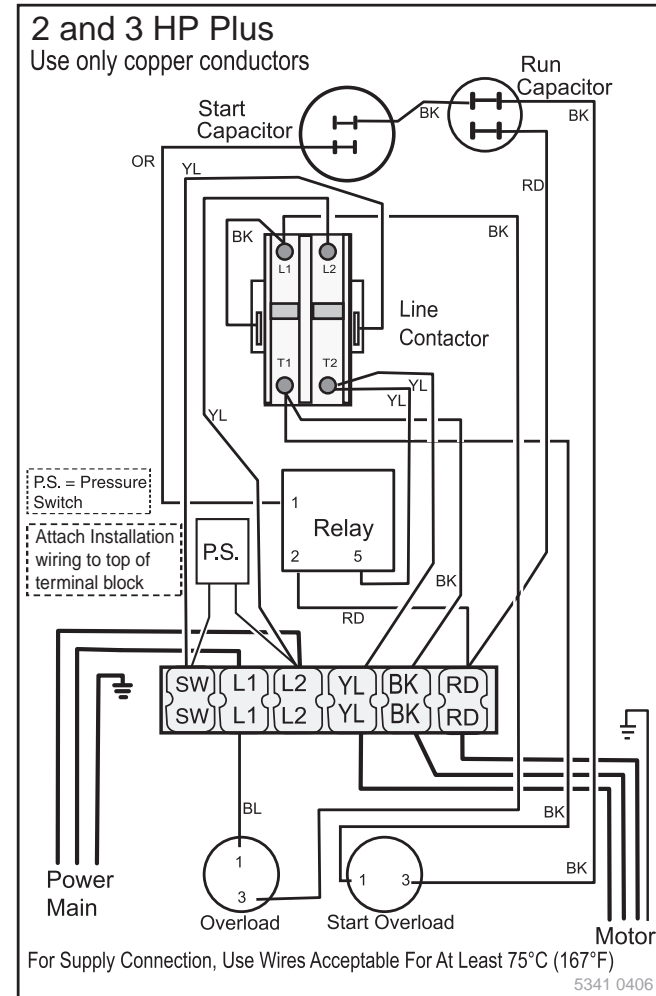 2 and 3 HP Plus
Use only copper conductors
Run
Capacitor
Start
Capacitor
BK
BK
OR
YL
RD
BK
BK
L1
L2
Line
Contactor
T1
T2
YL
YL
YL
P.S. = Pressure
Switch
1
Relay
Attach Installation
wiring to top of
terminal block
P.S.
2
5
BK
RD
SW
L1
L2
YL
BK
RD
SW
L1
L2
YL
BK
RD
BL
BK
1
3
1
3
BK
Power
Main
Overload
Start Overload
Motor
For Supply Connection, Use Wires Acceptable For At Least 75°C (167°F)
5341 0406